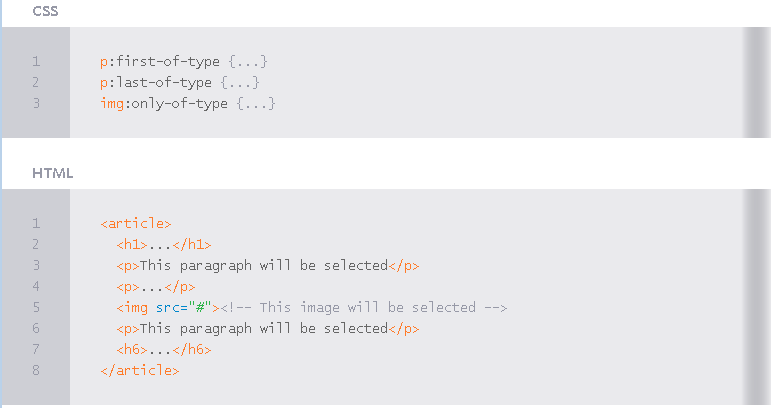 CSS
1 p:first-of-type {...}
2 p:last-of-type {...}
3 img:only-of-type {...}
HTML
1 <article>
2 <h1>...</h1>
3 <p>This paragraph will be selected</p>
4 <p>...</p>
5 <img src="#"><!-- This image will be selected -->
6 <p>This paragraph will be selected</p>
7 <h6>...</h6>
8 </article>